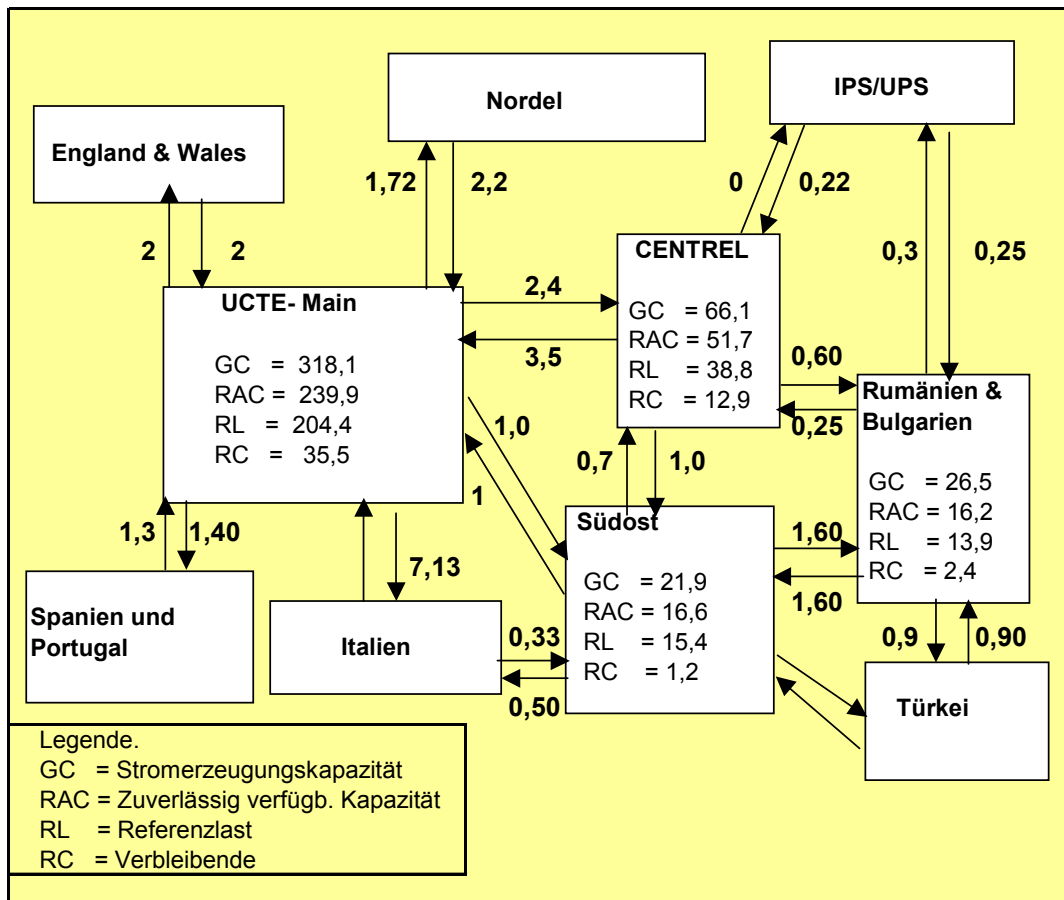 Nordel
IPS/UPS
England & Wales
1,72
2,2
0
0,22
2
2
0,3
0,25
UCTE- Main
GC = 318,1
RAC = 239,9
RL = 204,4
RC = 35,5
2,4
3,5
CENTREL
GC = 66,1
RAC = 51,7
RL = 38,8
RC = 12,9
0,60
0,25
Rumänien &
Bulgarien
GC = 26,5
RAC = 16,2
RL = 13,9
RC = 2,4
1,0
1
0,7
1,0
1,3
1,40
7,13
Südost
GC = 21,9
RAC = 16,6
RL = 15,4
RC = 1,2
1,60
1,60
Spanien und
Portugal
Italien
0,33
0,50
0,9
0,90
Türkei
Legende.
GC = Stromerzeugungskapazität
RAC = Zuverlässig verfügb. Kapazität
RL = Referenzlast
RC = Verbleibende